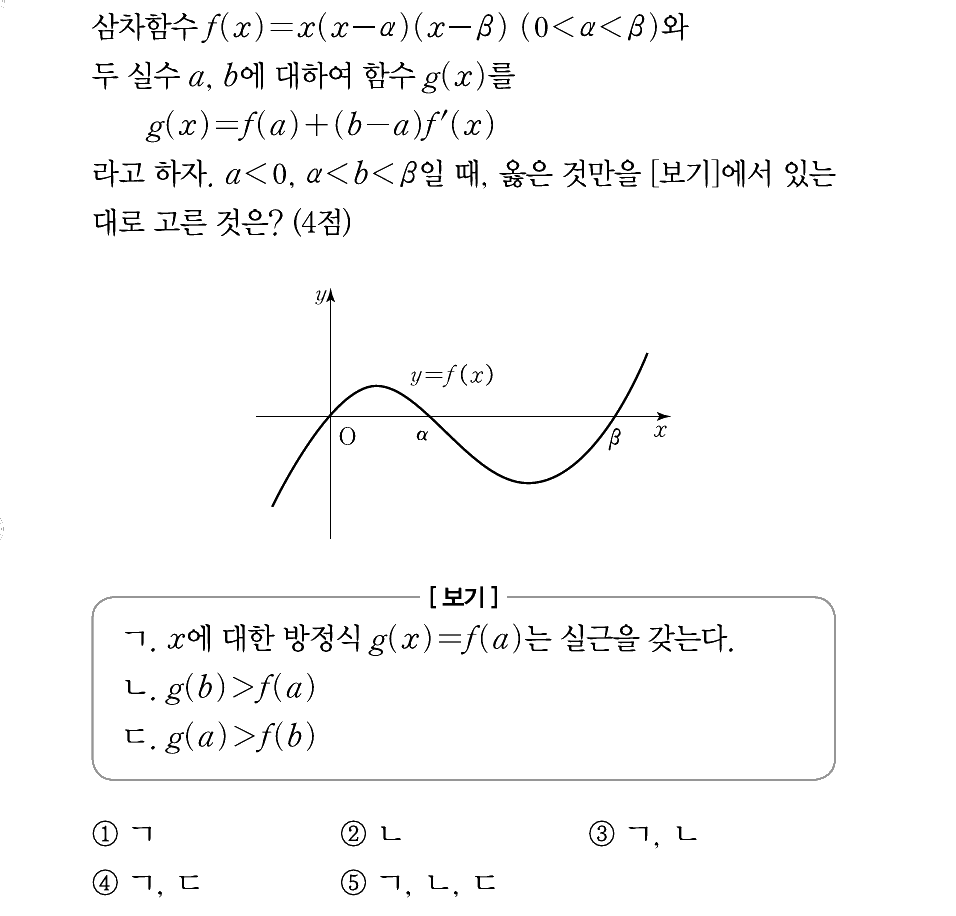 삼차함수 f(x)=x(x-α)(x-β) (0<α<β)와
두 실수 a, b에 대하여 함수 g(x)를
g(x)=f(a)+(b-a)f′(x)
라고 하자. a<0, α<b<β일 때, 옳은 것만을 [보기]에서 있는
대로 고른 것은? (4점)
y
y=f(x)
O α β x
[ 보기 ]
ㄱ. x에 대한 방정식 g(x)=f(a)는 실근을 갖는다.
ㄴ. g(b)>f(a)
ㄷ. g(a)>f(b)
① ㄱ ② ㄴ ③ ㄱ, ㄴ
④ ㄱ, ㄷ ⑤ ㄱ, ㄴ, ㄷ